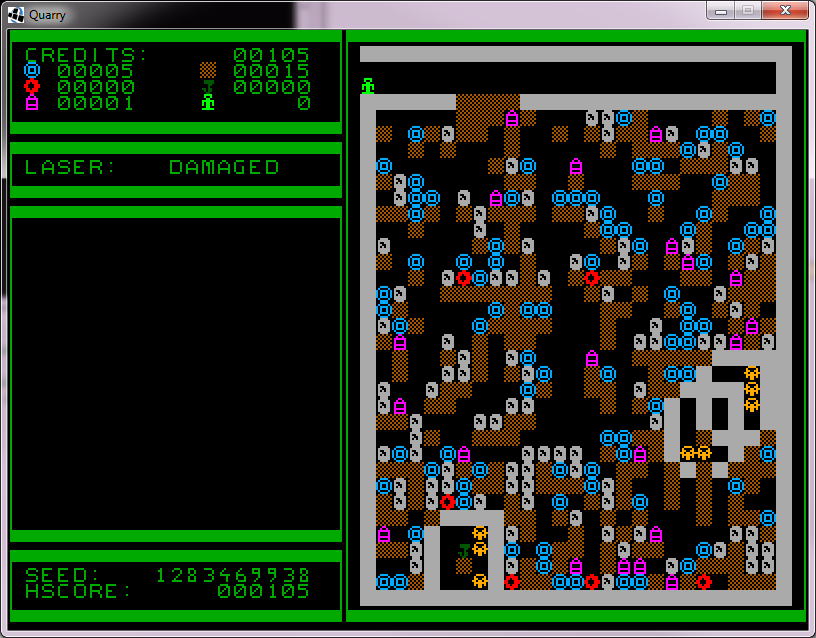 Quarry
CREDITS: 00105
00005 00015
00000 00000
00001 0
LASER: DAMAGED
SEED: 1283469938
HSCORE: 000105